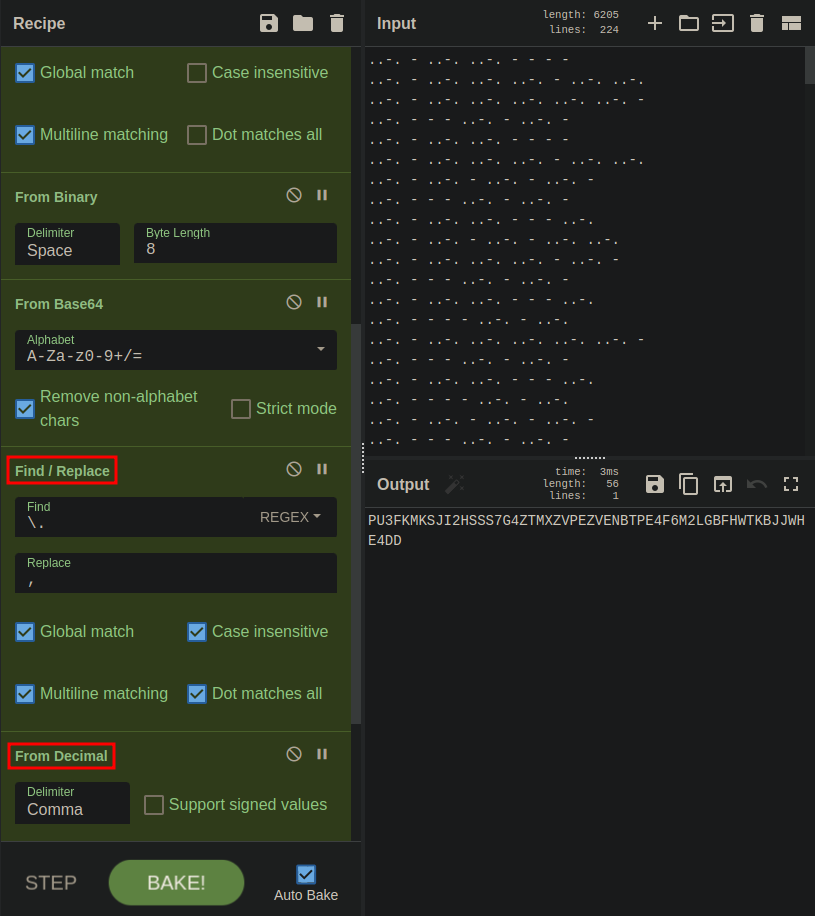 Recipe
Global match
Case insensitive
Multiline matching
Dot matches all
From Binary
Delimiter
Space
Byte Length
8
From Base64
Alphabet
A-Za-z0-9+/=
Remove non-alphabet
chars
Strict mode
Find / Replace
Find
\.
REGEX
Replace
,
Global match
Case insensitive
Multiline matching
Dot matches all
From Decimal
Delimiter
Comma
Support signed values
STEP
BAKE!
Auto Bake
Input
length: 6205
lines: 224
..-. - ..-. ..-. - - - -
..-. - ..-. ..-. ..-. - ..-. ..-.
..-. - ..-. ..-. ..-. ..-. ..-. -
..-. - - - ..-. - ..-. -
..-. - ..-. ..-. - - - -
..-. - ..-. ..-. ..-. - ..-. ..-.
..-. - ..-. - ..-. - ..-. -
..-. - - - ..-. - ..-. -
..-. - ..-. ..-. - - - ..-.
..-. - ..-. - ..-. - ..-. ..-.
..-. - ..-. ..-. ..-. - ..-. -
..-. - - - ..-. - ..-. -
..-. - ..-. ..-. - - - ..-.
..-. - - - - ..-. - ..-.
..-. - ..-. ..-. ..-. ..-. ..-. -
..-. - - - ..-. - ..-. -
..-. - ..-. ..-. - - - ..-.
..-. - - - - ..-. - ..-.
..-. - ..-. - ..-. - ..-. -
..-. - - - ..-. - ..-. -
Output
time: 3ms
length: 56
lines: 1
PU3FKMKSJI2HSSS7G4ZTMXZVPEZVENBTPE4F6M2LGBFHWTKBJJWH
E4DD